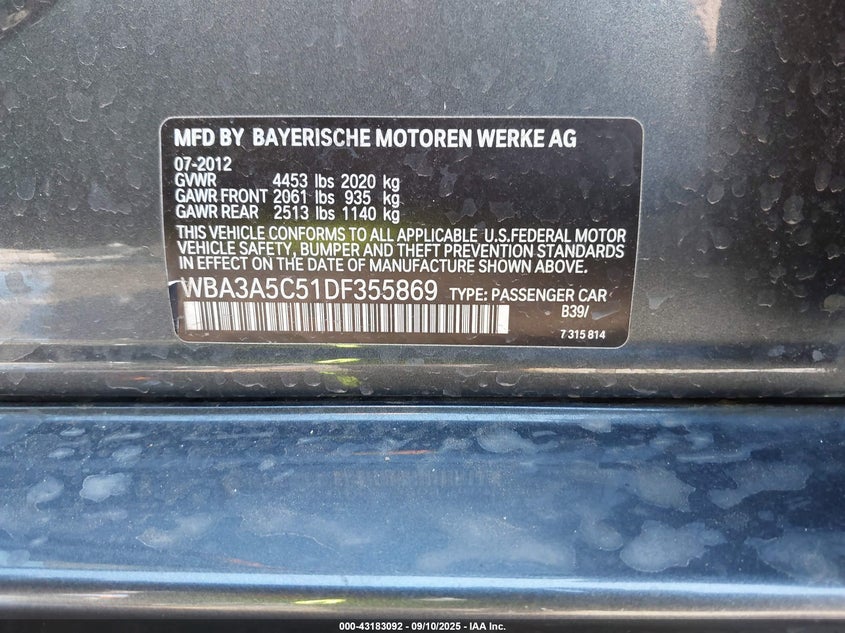 MFD BY BAYERISCHE MOTOREN WERKE AG
07-2012
GVWR 4453 lbs 2020 kg
GAWR FRONT 2061 lbs 935 kg
GAWR REAR 2513 lbs 1140 kg
THIS VEHICLE CONFORMS TO ALL APPLICABLE U.S.FEDERAL MOTOR
VEHICLE SAFETY, BUMPER AND THEFT PREVENTION STANDARDS
IN EFFECT ON THE DATE OF MANUFACTURE SHOWN ABOVE.
WBA3A5C51DF355869 TYPE: PASSENGER CAR
B39/
7 315 814
000-43183092 - 09/10/2025 - IAA Inc.